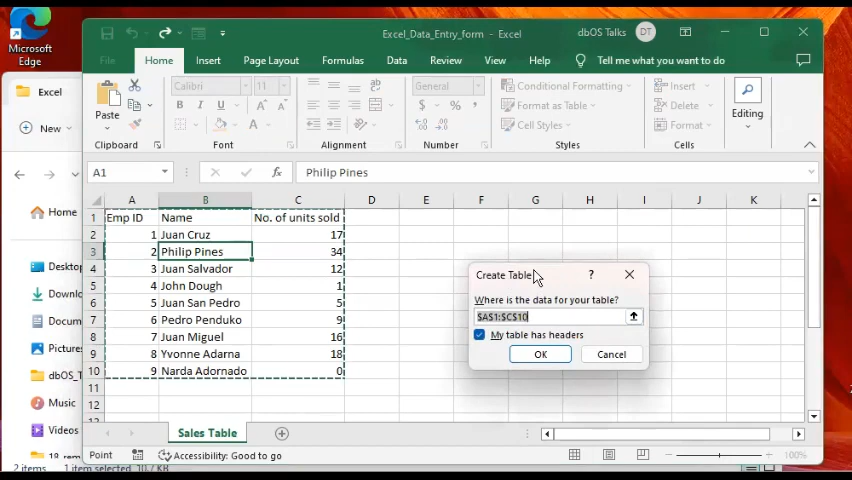 Microsoft
Edge
Excel_Data_Entry_form - Excel
dbOS Talks
DT
File
Home
Insert
Page Layout
Formulas
Data
Review
View
Help
Tell me what you want to do
Excel
New
Home
Desktop
Downlo
Docume
Pictures
dbOS_T
Music
Videos
Paste
Clipboard
Calibri
11
B
I
U
Font
ab
Alignment
General
$
%
Number
Conditional Formatting
Format as Table
Cell Styles
Styles
Insert
Delete
Format
Cells
Editing
A1
fx
Philip Pines
A B C D E F G H I J K
1 Emp ID Name No. of units sold
2 1 Juan Cruz 17
3 2 Philip Pines 34
4 3 Juan Salvador 12
5 4 John Dough 1
6 5 Juan San Pedro 5
7 6 Pedro Penduko 9
8 7 Juan Miguel 16
9 8 Yvonne Adarna 18
10 9 Narda Adornado 0
11
12
Create Table
?
Where is the data for your table?
$A$1:$C$10
My table has headers
OK
Cancel
Sales Table
Point
Accessibility: Good to go
100%
2 items
1 item selected 10.7 KB